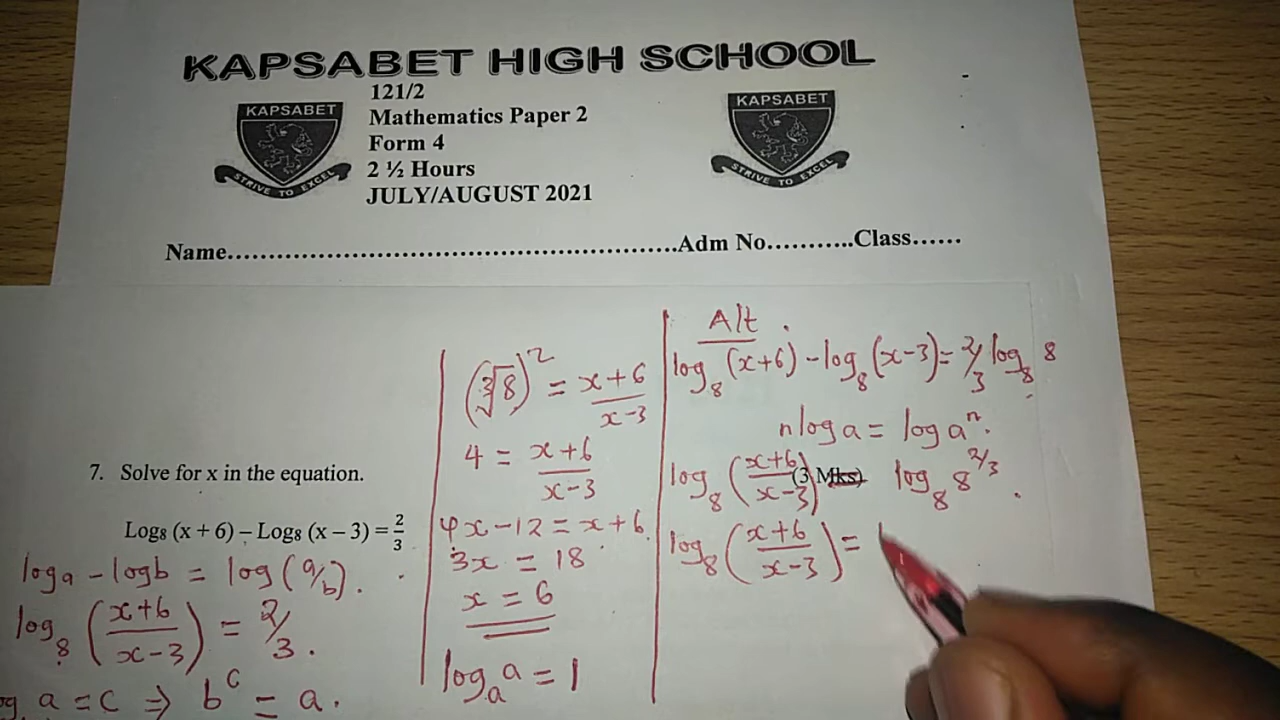 KAPSABET HIGH SCHOOL
121/2
Mathematics Paper 2
Form 4
2 ½ Hours
JULY/AUGUST 2021
KAPSABET
STRIVE TO EXCEL
KAPSABET
STRIVE TO EXCEL
Name.......................................................Adm No...........Class......
7. Solve for x in the equation.
(3 Mks)
Log₈ (x + 6) – Log₈ (x – 3) = 2/3
log a - log b = log (a/b).
log₈ ((x+6)/(x-3)) = 2/3.
a = c ⇒ b^c = a.
(∛8)² = (x+6)/(x-3)
4 = (x+6)/(x-3)
4x - 12 = x + 6
3x = 18
x = 6
logₐ a = 1
Alt
log₈ (x+6) - log₈ (x-3) = 2/3 log₈ 8
n log a = log aⁿ.
log₈ ((x+6)/(x-3)) = log₈ 8^(2/3).
log₈ ((x+6)/(x-3)) =